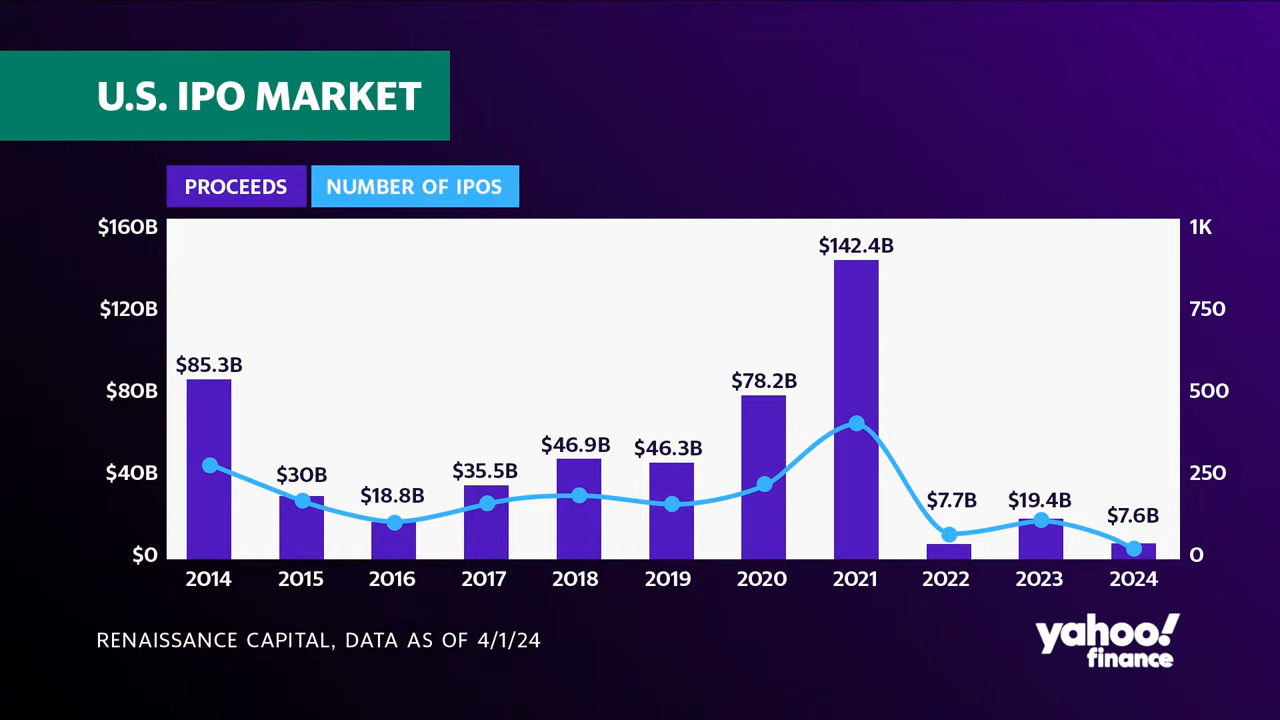 U.S. IPO MARKET
PROCEEDS NUMBER OF IPOS
$160B
$120B
$80B
$40B
$0
1K
750
500
250
0
$85.3B
$30B
$18.8B
$35.5B
$46.9B
$46.3B
$78.2B
$142.4B
$7.7B
$19.4B
$7.6B
2014 2015 2016 2017 2018 2019 2020 2021 2022 2023 2024
RENAISSANCE CAPITAL, DATA AS OF 4/1/24
yahoo!
finance